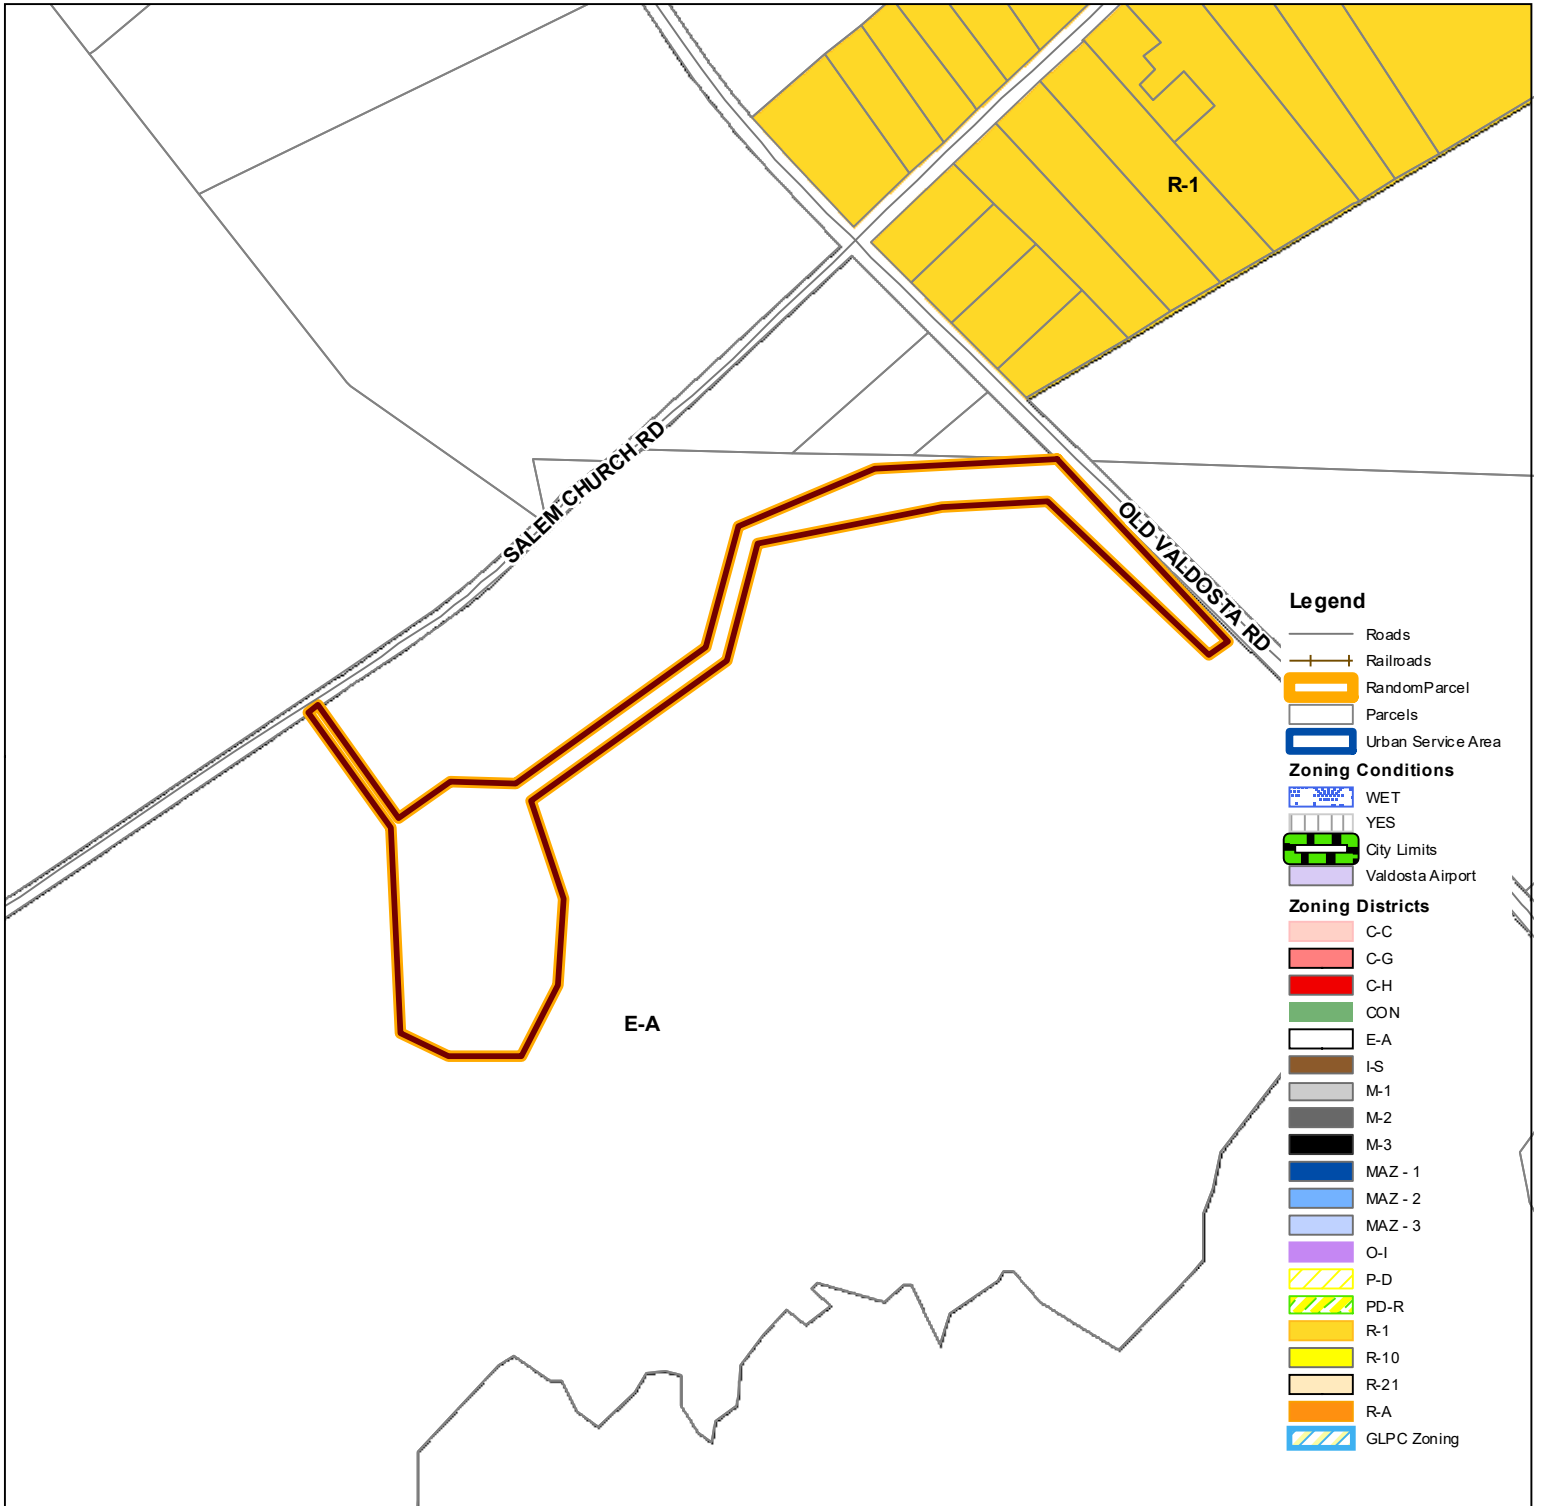 R-1
SALEM CHURCH RD
OLD VALDOSTA RD
E-A
Legend
Roads
Railroads
RandomParcel
Parcels
Urban Service Area
Zoning Conditions
WET
YES
City Limits
Valdosta Airport
Zoning Districts
C-C
C-G
C-H
CON
E-A
I-S
M-1
M-2
M-3
MAZ - 1
MAZ - 2
MAZ - 3
O-I
P-D
PD-R
R-1
R-10
R-21
R-A
GLPC Zoning